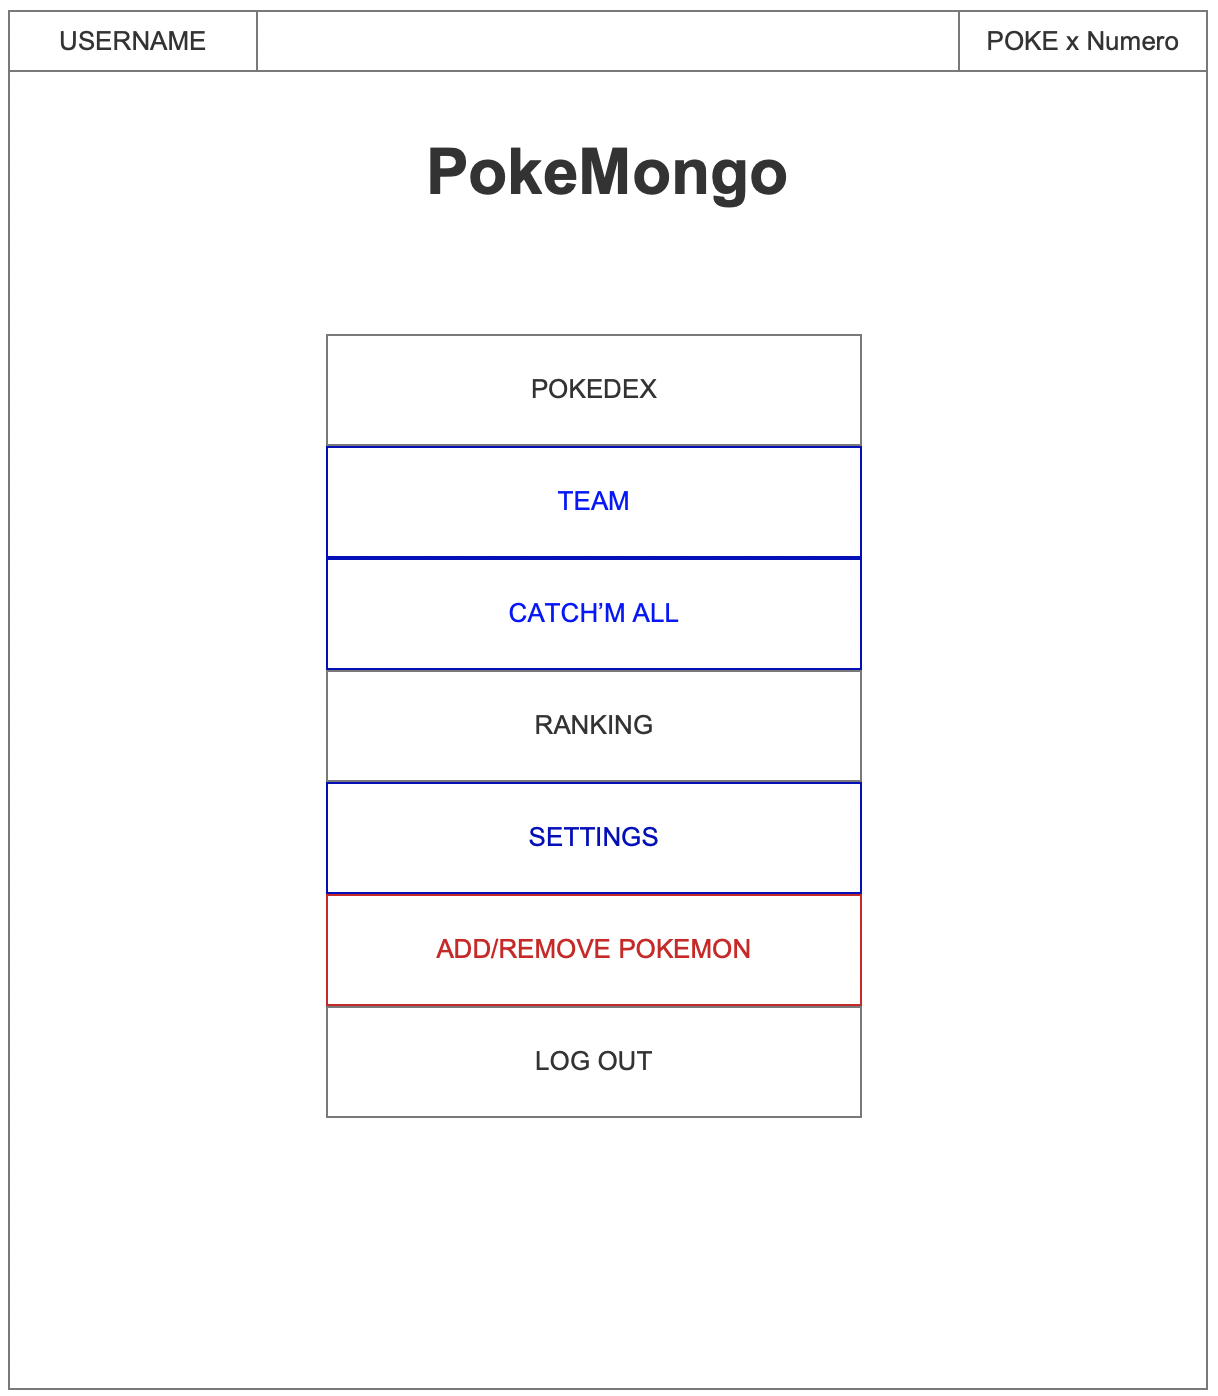 USERNAME
POKE x Numero
PokeMongo
POKEDEX
TEAM
CATCH’M ALL
RANKING
SETTINGS
ADD/REMOVE POKEMON
LOG OUT